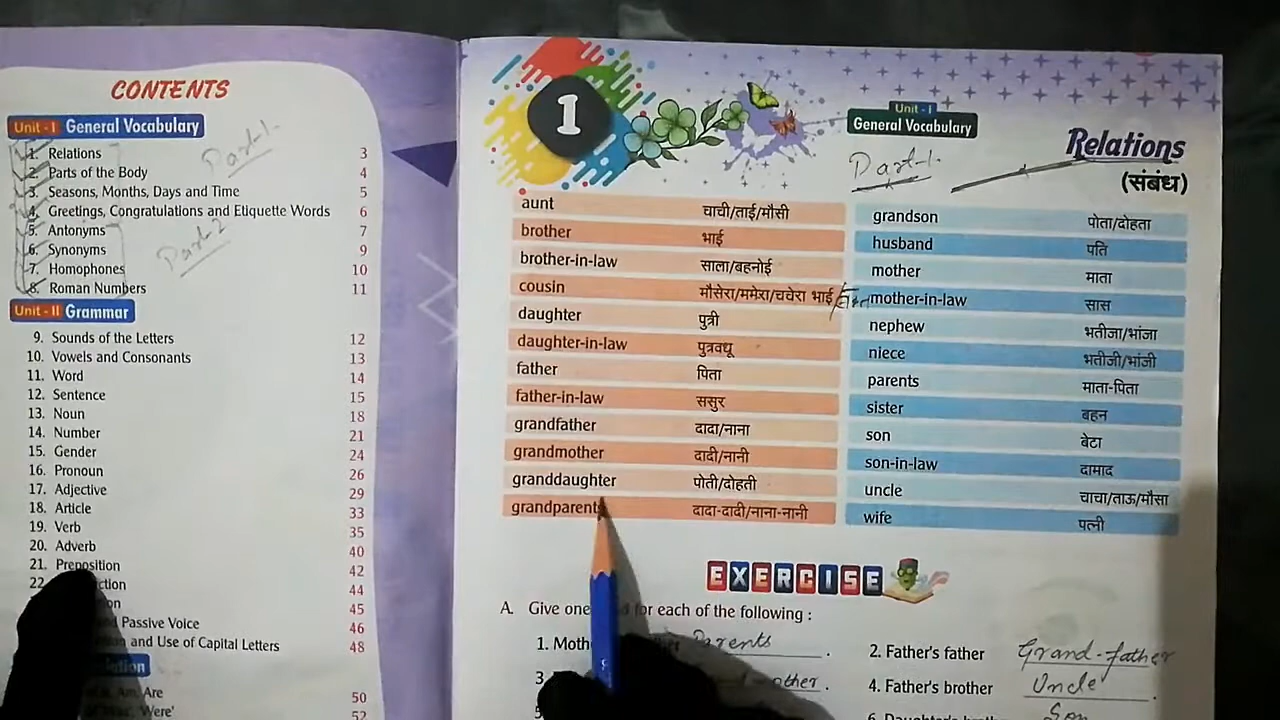 CONTENTS
Unit - I General Vocabulary
Part-1.
1. Relations 3
2. Parts of the Body 4
3. Seasons, Months, Days and Time 5
4. Greetings, Congratulations and Etiquette Words 6
5. Antonyms 7
Part-2
6. Synonyms 9
7. Homophones 10
8. Roman Numbers 11
Unit - II Grammar
9. Sounds of the Letters 12
10. Vowels and Consonants 13
11. Word 14
12. Sentence 15
13. Noun 18
14. Number 21
15. Gender 24
16. Pronoun 26
17. Adjective 29
18. Article 33
19. Verb 35
20. Adverb 40
21. Preposition 42
22. 44
45
Passive Voice 46
and Use of Capital Letters 48
Am, Are 50
'Were' 52
1
Unit - I
General Vocabulary
Part-1.
Relations
(संबंध)
aunt चाची/ताई/मौसी
brother भाई
brother-in-law साला/बहनोई
cousin मौसेरा/ममेरा/चचेरा भाई
daughter पुत्री
daughter-in-law पुत्रवधू
father पिता
father-in-law ससुर
grandfather दादा/नाना
grandmother दादी/नानी
granddaughter पोती/दोहती
grandparents दादा-दादी/नाना-नानी
grandson पोता/दोहता
husband पति
mother माता
mother-in-law सास
nephew भतीजा/भांजा
niece भतीजी/भांजी
parents माता-पिता
sister बहन
son बेटा
son-in-law दामाद
uncle चाचा/ताऊ/मौसा
wife पत्नी
EXERCISE
A. Give one for each of the following :
1. Parents .
2. Father's father Grand-father
3. .
4. Father's brother Uncle .
6. Daughter's Son